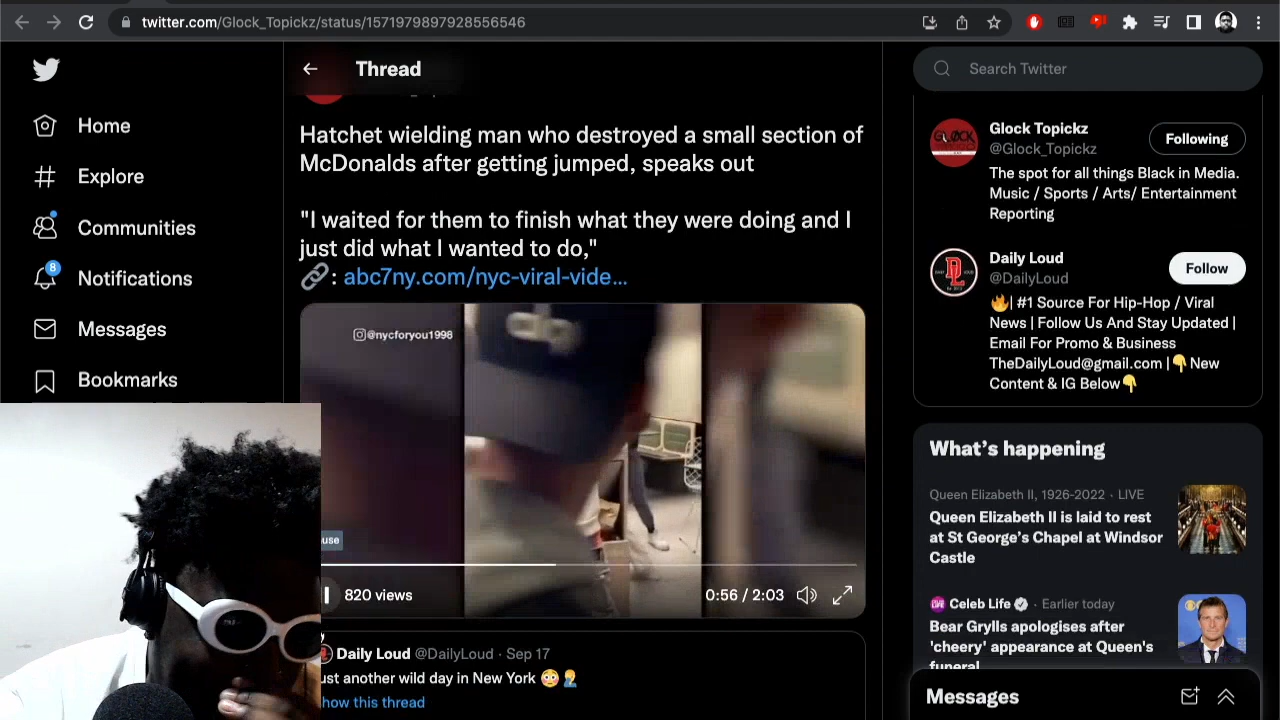 twitter.com/Glock_Topickz/status/1571979897928556546
Thread
Search Twitter
Home
Explore
Communities
8
Notifications
Messages
Bookmarks
Hatchet wielding man who destroyed a small section of
McDonalds after getting jumped, speaks out
"I waited for them to finish what they were doing and I
just did what I wanted to do,"
🔗: abc7ny.com/nyc-viral-vide...
@nycforyou1998
use
820 views
0:56 / 2:03
Daily Loud @DailyLoud · Sep 17
ust another wild day in New York 😳🤦‍♂️
how this thread
Glock Topickz
@Glock_Topickz
Following
The spot for all things Black in Media.
Music / Sports / Arts/ Entertainment
Reporting
Daily Loud
@DailyLoud
Follow
🔥| #1 Source For Hip-Hop / Viral
News | Follow Us And Stay Updated |
Email For Promo & Business
TheDailyLoud@gmail.com |👇New
Content & IG Below👇
What's happening
Queen Elizabeth II, 1926-2022 · LIVE
Queen Elizabeth II is laid to rest
at St George's Chapel at Windsor
Castle
Celeb Life · Earlier today
Bear Grylls apologises after
'cheery' appearance at Queen's
funeral
Messages